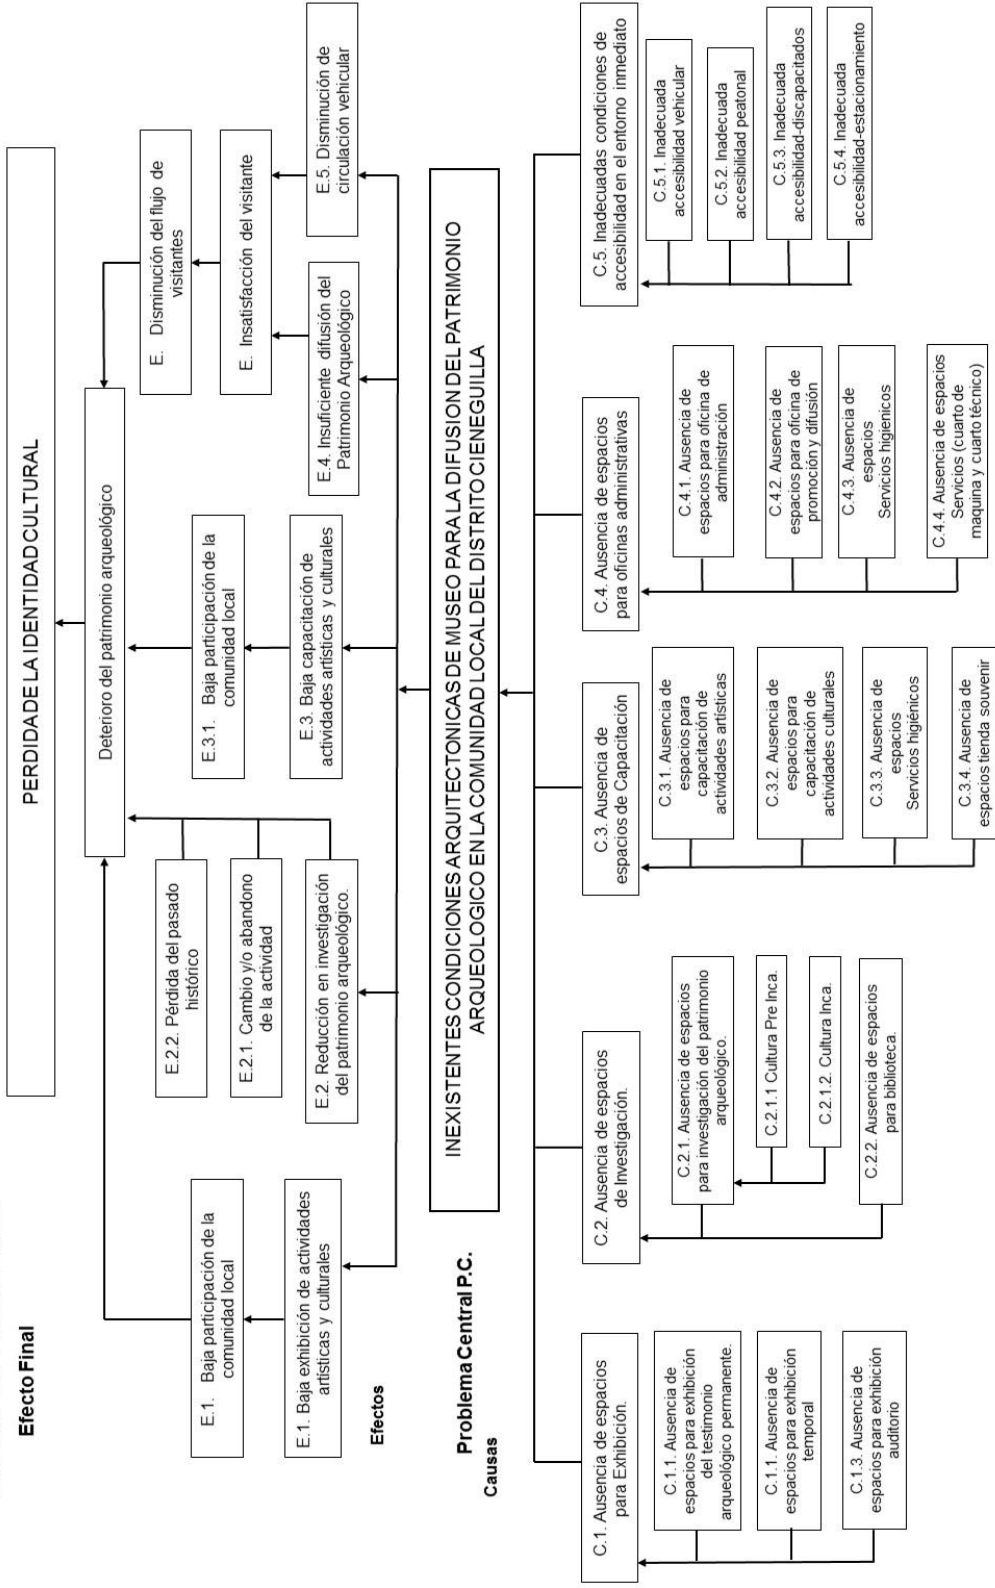 Efecto Final
PERDIDA DE LA IDENTIDAD CULTURAL
Deterioro del patrimonio arqueológico
E. Disminución del flujo de
visitantes
E. Insatisfacción del visitante
E.2.2. Pérdida del pasado
histórico
E.2.1. Cambio y/o abandono
de la actividad
E.1. Baja participación de la
comunidad local
E.3.1. Baja participación de la
comunidad local
E.1. Baja exhibición de actividades
artísticas y culturales
E.2. Reducción en investigación
del patrimonio arqueológico.
E.3. Baja capacitación de
actividades artísticas y culturales
E.4. Insuficiente difusión del
Patrimonio Arqueológico
E.5. Disminución de
circulación vehicular
Efectos
Problema Central P.C.
INEXISTENTES CONDICIONES ARQUITECTONICAS DE MUSEO PARA LA DIFUSION DEL PATRIMONIO
ARQUEOLOGICO EN LA COMUNIDAD LOCAL DEL DISTRITO CIENEGUILLA
Causas
C.1. Ausencia de espacios
para Exhibición.
C.1.1. Ausencia de
espacios para exhibición
del testimonio
arqueológico permanente.
C.1.1. Ausencia de
espacios para exhibición
temporal
C.1.3. Ausencia de
espacios para exhibición
auditorio
C.2. Ausencia de espacios
de Investigación.
C.2.1. Ausencia de espacios
para investigación del patrimonio
arqueológico.
C.2.1.1 Cultura Pre Inca.
C.2.1.2. Cultura Inca.
C.2.2. Ausencia de espacios
para biblioteca.
C.3. Ausencia de
espacios de Capacitación
C.3.1. Ausencia de
espacios para
capacitación de
actividades artísticas
C.3.2. Ausencia de
espacios para
capacitación de
actividades culturales
C.3.3. Ausencia de
espacios
Servicios higiénicos
C.3.4. Ausencia de
espacios tienda souvenir
C.4. Ausencia de espacios
para oficinas administrativas
C.4.1. Ausencia de
espacios para oficina de
administración
C.4.2. Ausencia de
espacios para oficina de
promoción y difusión
C.4.3. Ausencia de
espacios
Servicios higienicos
C.4.4. Ausencia de espacios
Servicios (cuarto de
maquina y cuarto técnico)
C.5. Inadecuadas condiciones de
accesibilidad en el entorno inmediato
C.5.1. Inadecuada
accesibilidad vehicular
C.5.2. Inadecuada
accesibilidad peatonal
C.5.3. Inadecuada
accesibilidad-discapacitados
C.5.4. Inadecuada
accesibilidad-estacionamiento